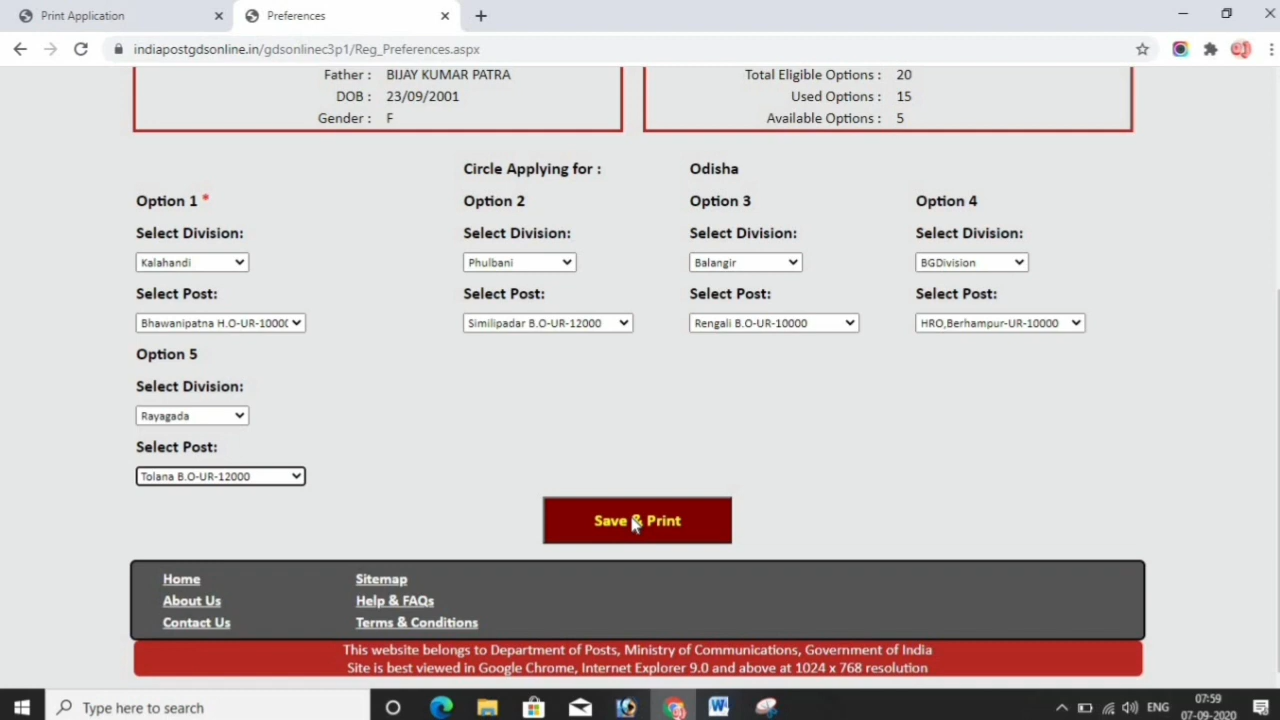 Print Application
Preferences
indiapostgdsonline.in/gdsonlinec3p1/Reg_Preferences.aspx
Father : BIJAY KUMAR PATRA
DOB : 23/09/2001
Gender : F
Total Eligible Options : 20
Used Options : 15
Available Options : 5
Circle Applying for : Odisha
Option 1 * Option 2 Option 3 Option 4
Select Division: Select Division: Select Division: Select Division:
Kalahandi Phulbani Balangir BGDivision
Select Post: Select Post: Select Post: Select Post:
Bhawanipatna H.O-UR-1000( Similipadar B.O-UR-12000 Rengali B.O-UR-10000 HRO,Berhampur-UR-10000
Option 5
Select Division:
Rayagada
Select Post:
Tolana B.O-UR-12000
Save & Print
Home Sitemap
About Us Help & FAQs
Contact Us Terms & Conditions
This website belongs to Department of Posts, Ministry of Communications, Government of India
Site is best viewed in Google Chrome, Internet Explorer 9.0 and above at 1024 x 768 resolution
Type here to search
ENG
07:59
07-09-2020